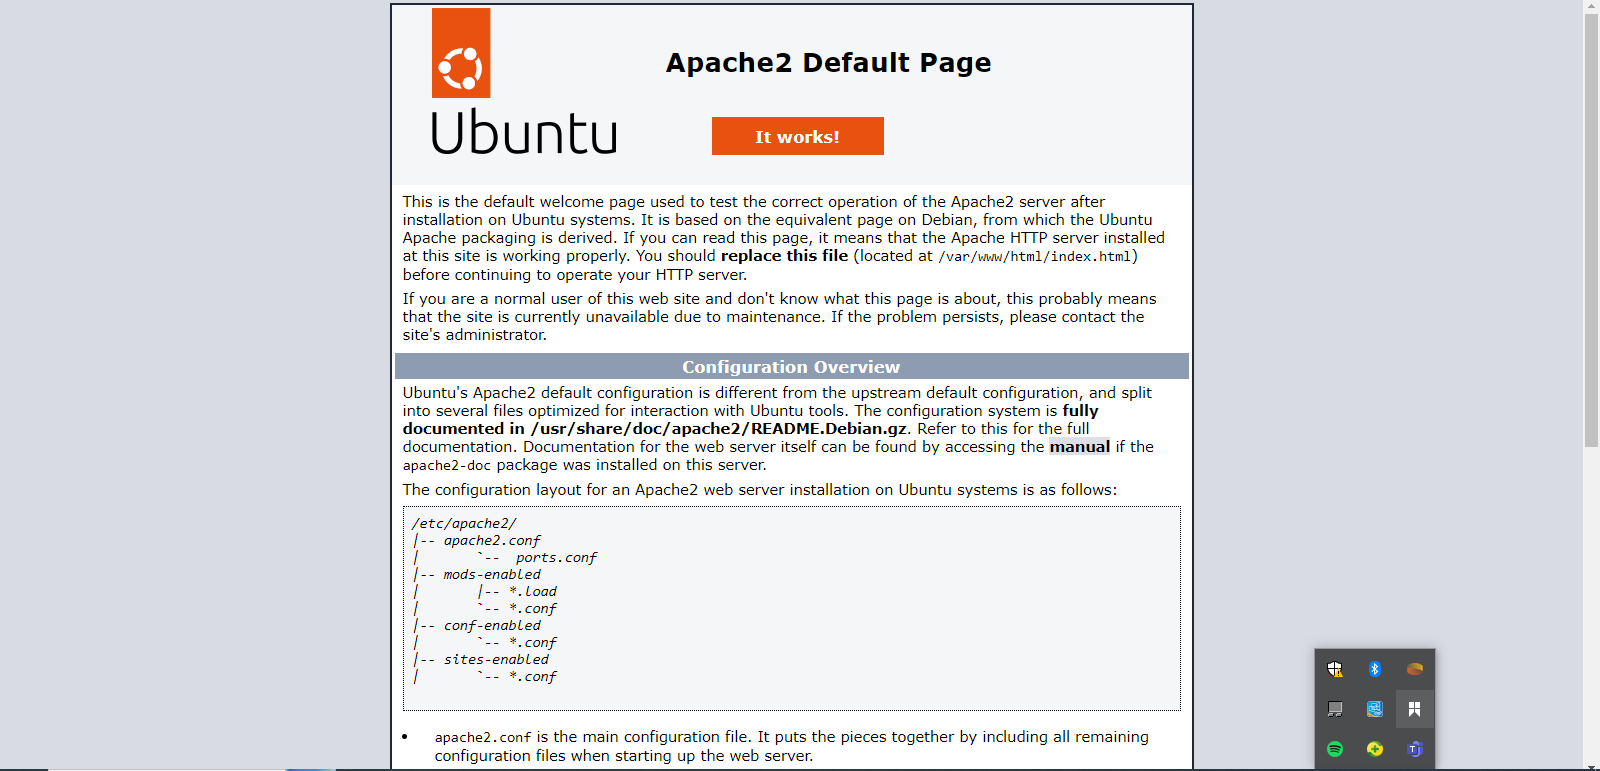 Apache2 Default Page
Ubuntu
It works!
This is the default welcome page used to test the correct operation of the Apache2 server after
installation on Ubuntu systems. It is based on the equivalent page on Debian, from which the Ubuntu
Apache packaging is derived. If you can read this page, it means that the Apache HTTP server installed
at this site is working properly. You should replace this file (located at /var/www/html/index.html)
before continuing to operate your HTTP server.
If you are a normal user of this web site and don't know what this page is about, this probably means
that the site is currently unavailable due to maintenance. If the problem persists, please contact the
site's administrator.
Configuration Overview
Ubuntu's Apache2 default configuration is different from the upstream default configuration, and split
into several files optimized for interaction with Ubuntu tools. The configuration system is fully
documented in /usr/share/doc/apache2/README.Debian.gz. Refer to this for the full
documentation. Documentation for the web server itself can be found by accessing the manual if the
apache2-doc package was installed on this server.
The configuration layout for an Apache2 web server installation on Ubuntu systems is as follows:
/etc/apache2/
|-- apache2.conf
|       `--  ports.conf
|-- mods-enabled
|       |-- *.load
|       `-- *.conf
|-- conf-enabled
|       `-- *.conf
|-- sites-enabled
|       `-- *.conf
• apache2.conf is the main configuration file. It puts the pieces together by including all remaining
configuration files when starting up the web server.